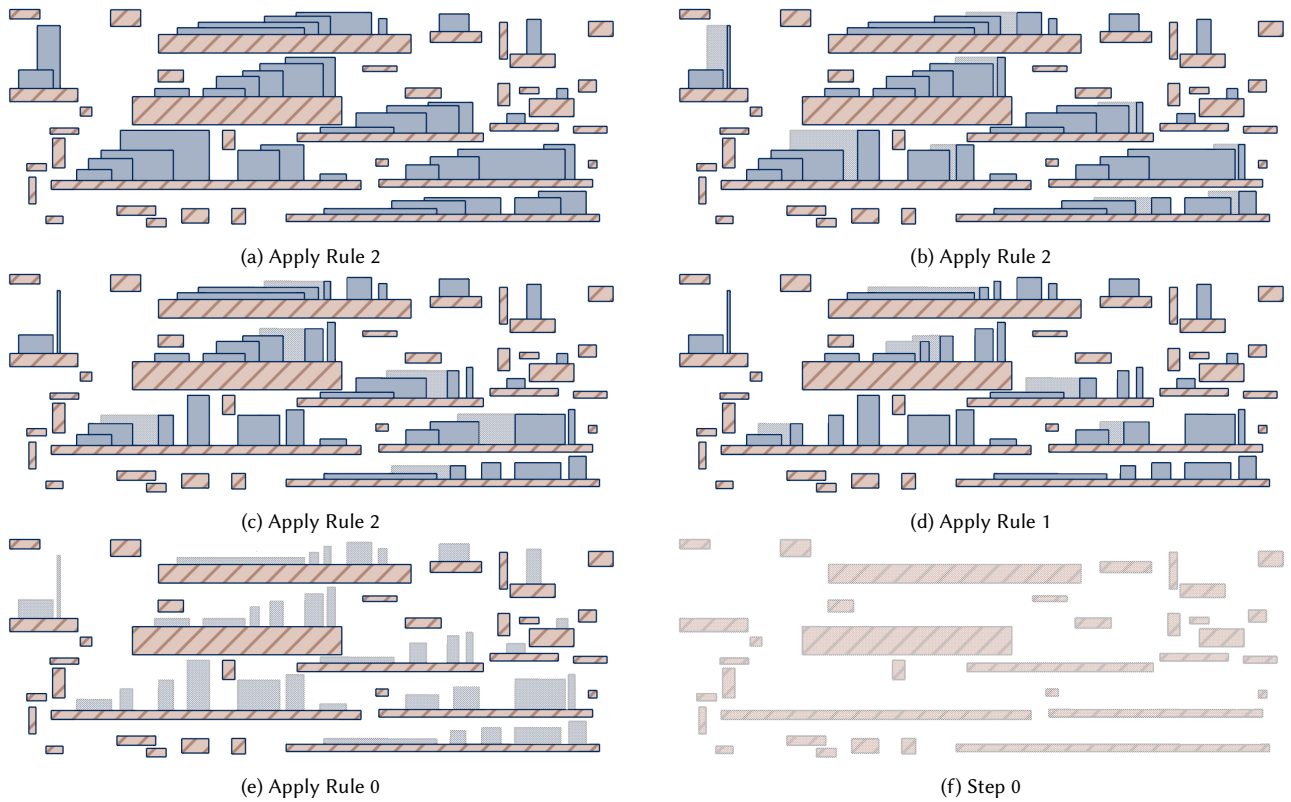 (a) Apply Rule 2
(b) Apply Rule 2
(c) Apply Rule 2
(d) Apply Rule 1
(e) Apply Rule 0
(f) Step 0